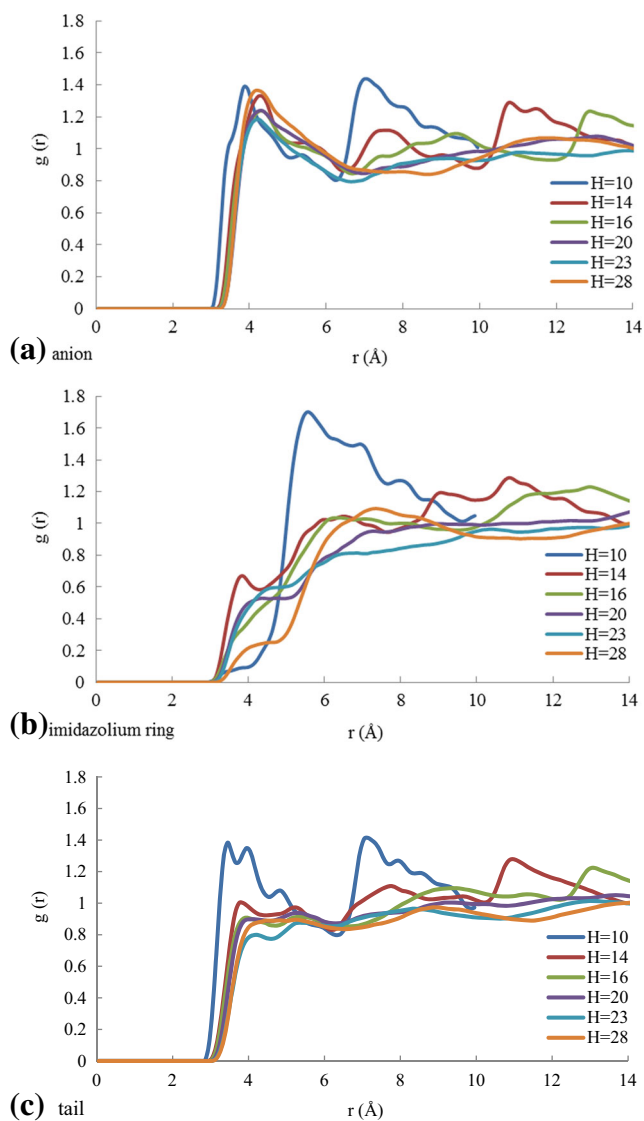 1.8
1.6
1.4
1.2
1
0.8
0.6
0.4
0.2
0
g (r)
0 2 4 6 8 10 12 14
r (Å)
H=10
H=14
H=16
H=20
H=23
H=28
(a) anion
1.8
1.6
1.4
1.2
1
0.8
0.6
0.4
0.2
0
g (r)
0 2 4 6 8 10 12 14
r (Å)
H=10
H=14
H=16
H=20
H=23
H=28
(b) imidazolium ring
1.8
1.6
1.4
1.2
1
0.8
0.6
0.4
0.2
0
g (r)
0 2 4 6 8 10 12 14
r (Å)
H=10
H=14
H=16
H=20
H=23
H=28
(c) tail